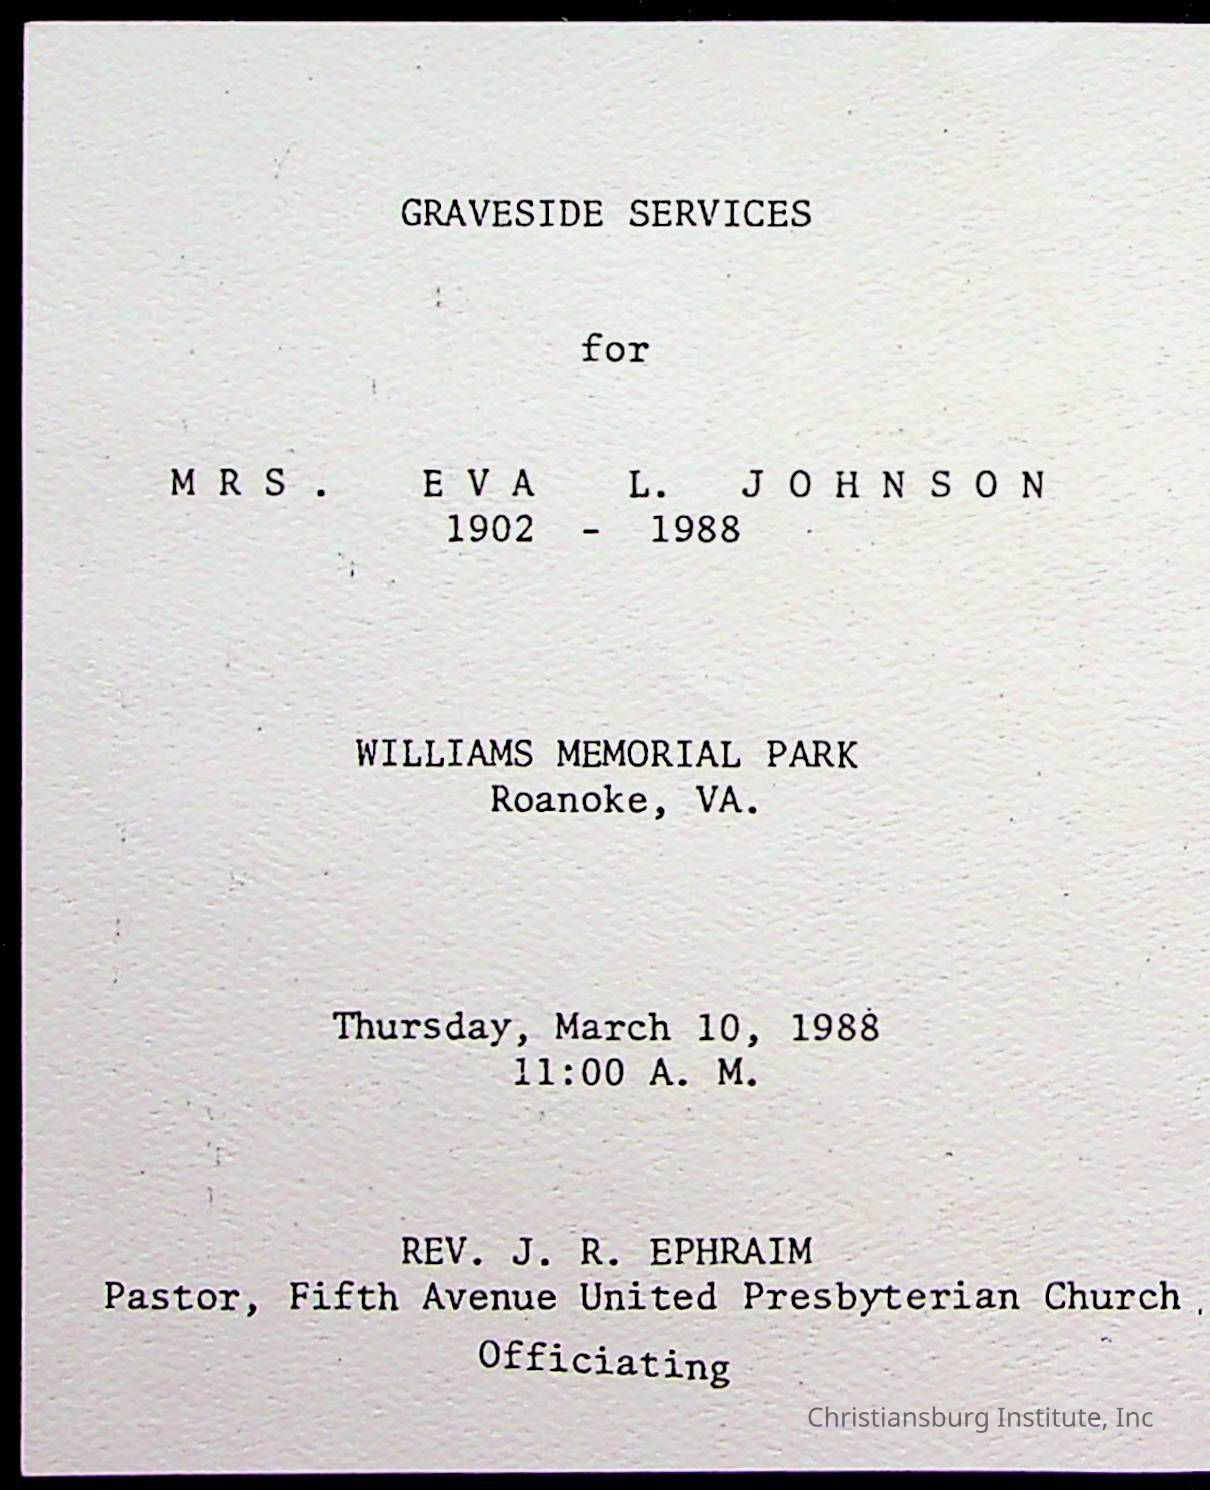 GRAVESIDE SERVICES
for
MRS. EVA L. JOHNSON
1902 - 1988
WILLIAMS MEMORIAL PARK
Roanoke, VA.
Thursday, March 10, 1988
11:00 A. M.
REV. J. R. EPHRAIM
Pastor, Fifth Avenue United Presbyterian Church
Officiating
Christiansburg Institute, Inc